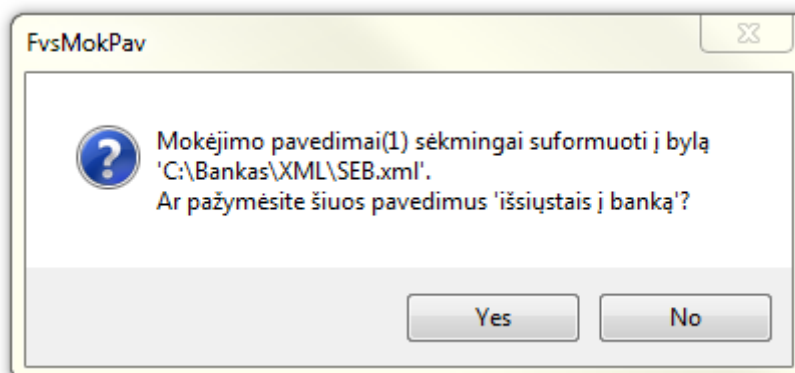 FvsMokPav
Mokėjimo pavedimai(1) sėkmingai suformuoti į bylą
'C:\Bankas\XML\SEB.xml'.
Ar pažymėsite šiuos pavedimus 'išsiųstais į banką'?
Yes
No